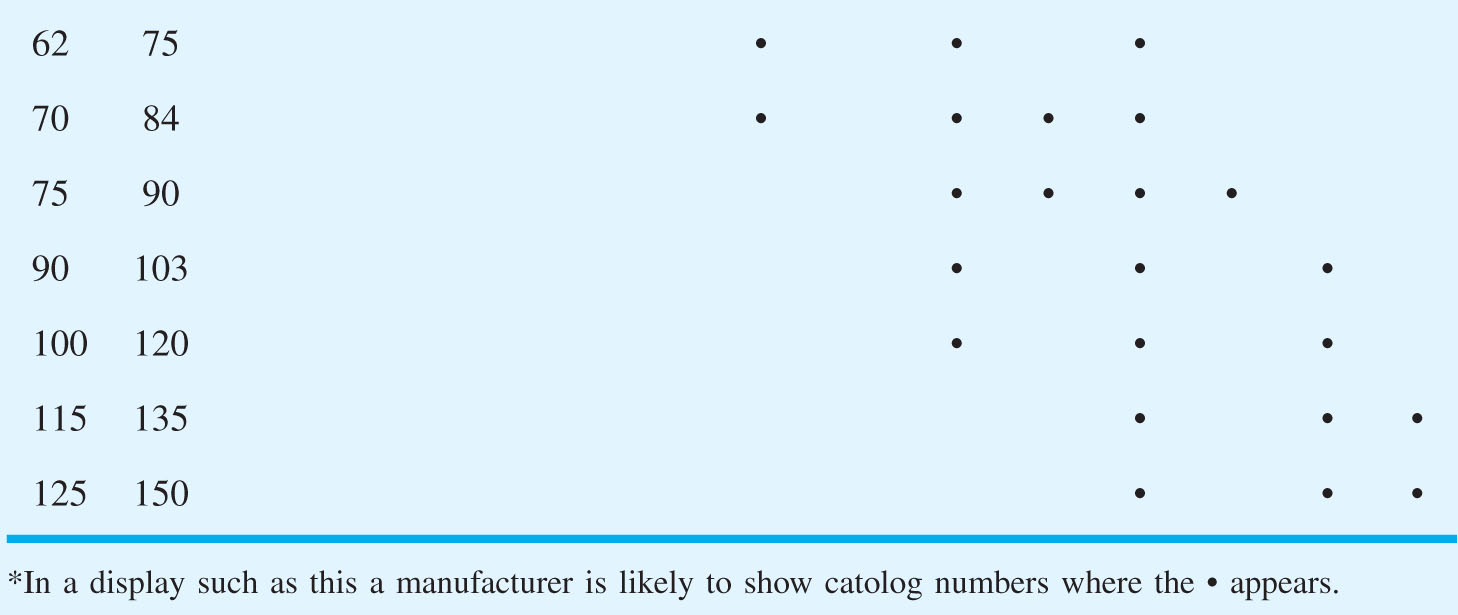 62 75 • • •
70 84 • • • •
75 90 • • • •
90 103 • • •
100 120 • • •
115 135 • • •
125 150 • • •
*In a display such as this a manufacturer is likely to show catolog numbers where the • appears.